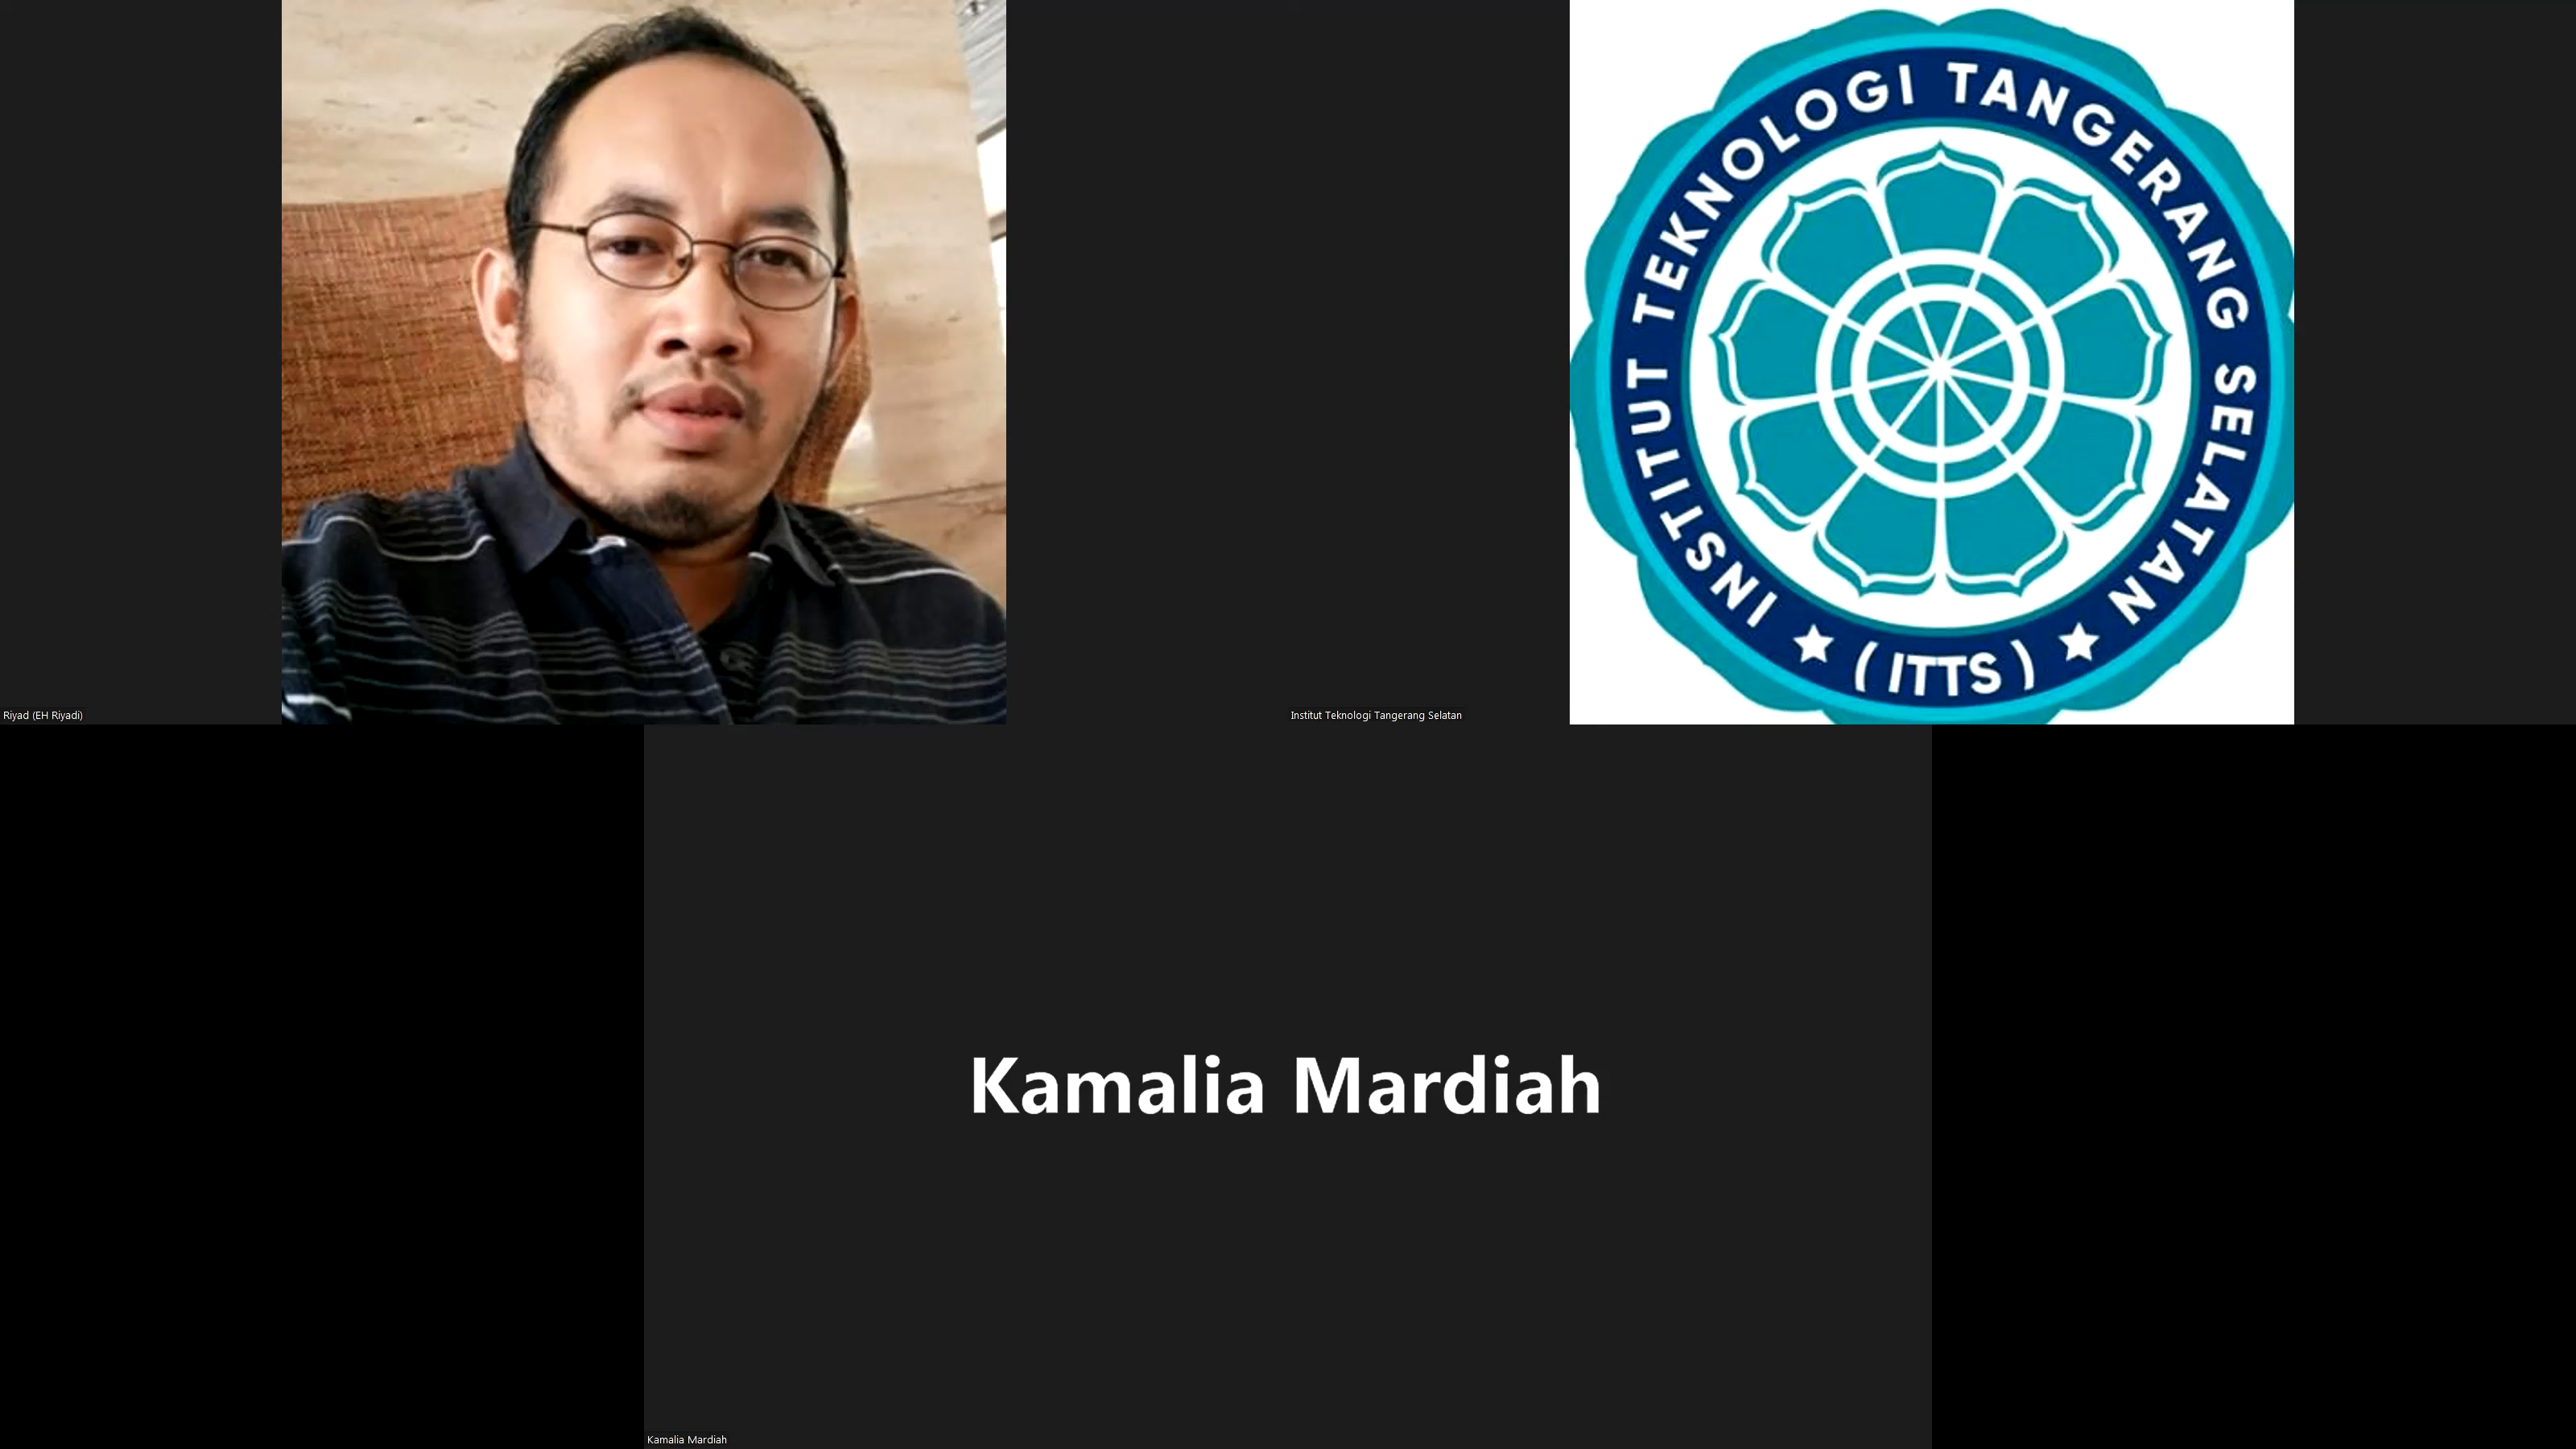 Riyad (EH Riyadi)
INSTITUT TEKNOLOGI TANGERANG SELATAN
( ITTS )
Institut Teknologi Tangerang Selatan
Kamalia Mardiah
Kamalia Mardiah